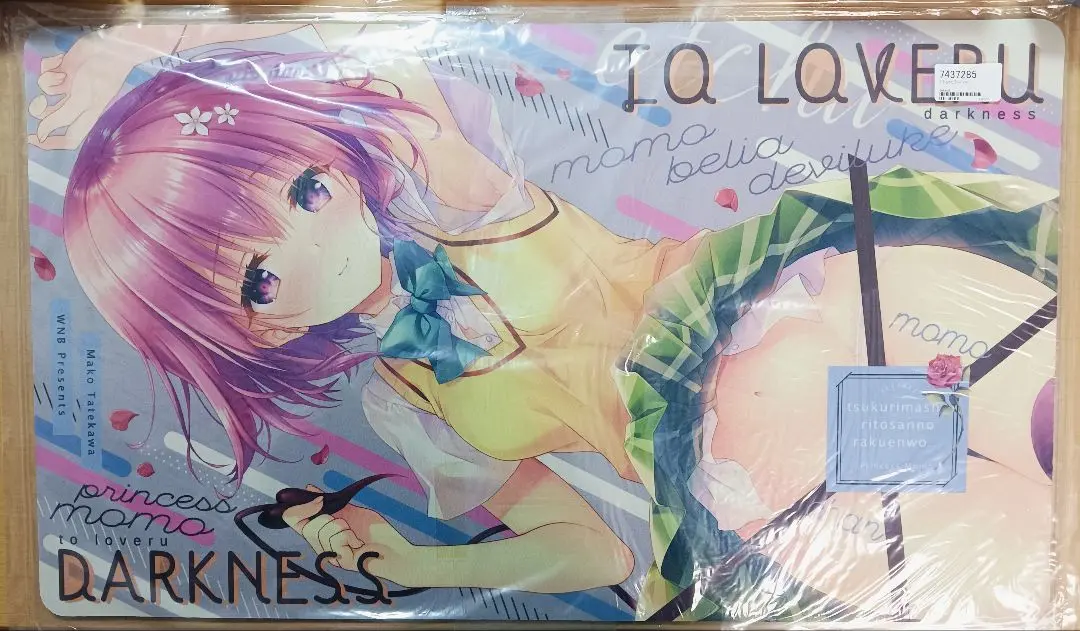 TO LOVERU
darkness
7437285
momo
belia
deviluke
momo
tsukurimash
ritosanno
rakuenwo
WNB Presents
Mako Tatekawa
princess
momo
to loveru
DARKNESS